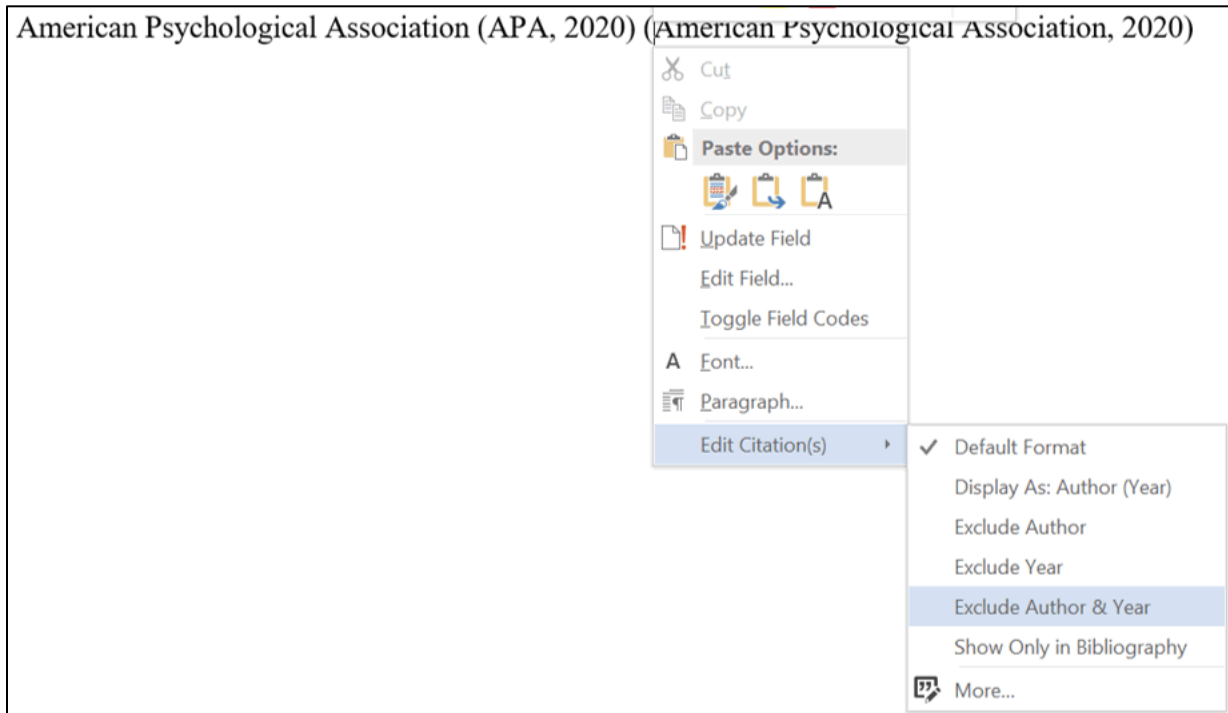 American Psychological Association (APA, 2020) (American Psychological Association, 2020)
Cut
Copy
Paste Options:
A
Update Field
Edit Field...
Toggle Field Codes
A Font...
Paragraph...
Edit Citation(s)
Default Format
Display As: Author (Year)
Exclude Author
Exclude Year
Exclude Author & Year
Show Only in Bibliography
More...